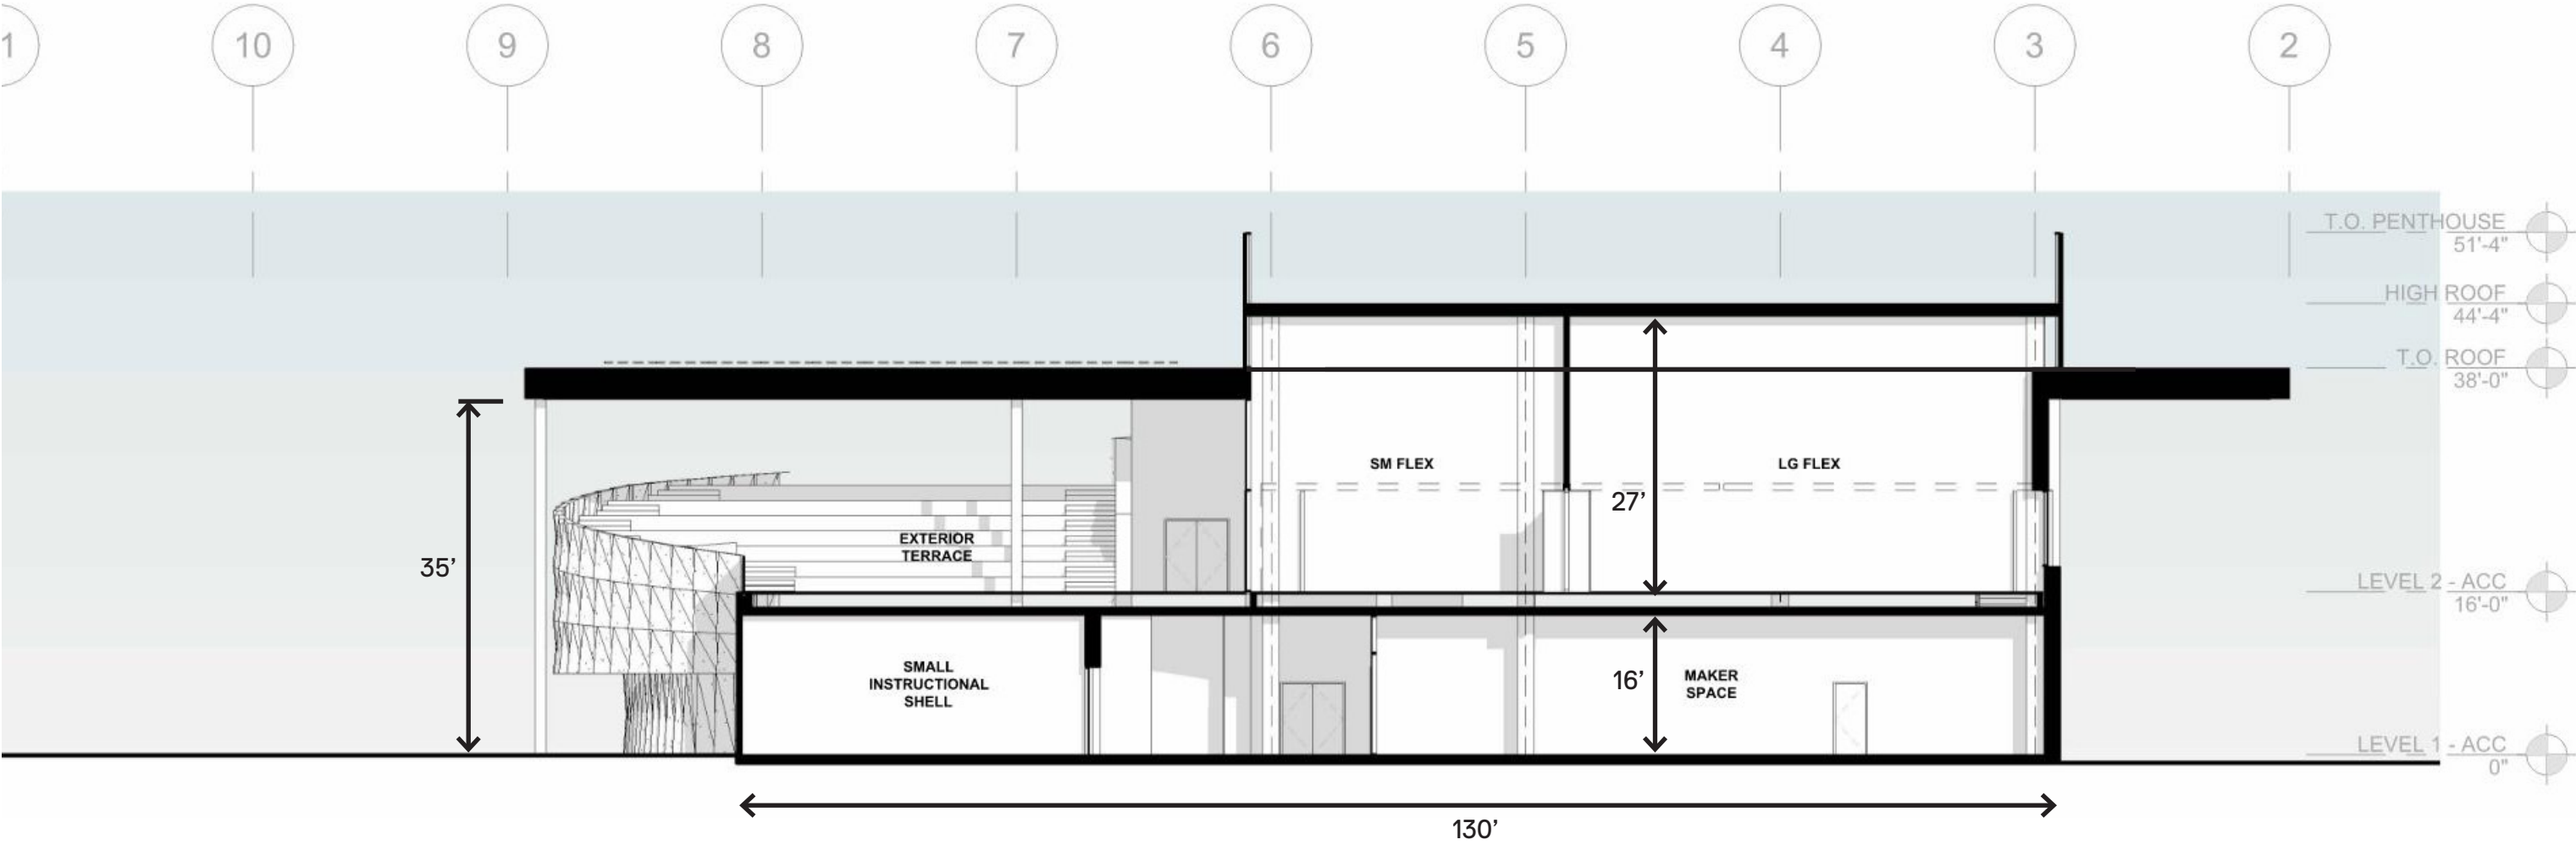 1
10
9
8
7
6
5
4
3
2
T.O. PENTHOUSE
51'-4"
HIGH ROOF
44'-4"
T.O. ROOF
38'-0"
SM FLEX
LG FLEX
27’
EXTERIOR
TERRACE
35’
LEVEL 2 - ACC
16'-0"
SMALL
INSTRUCTIONAL
SHELL
16’
MAKER
SPACE
LEVEL 1 - ACC
0"
130’